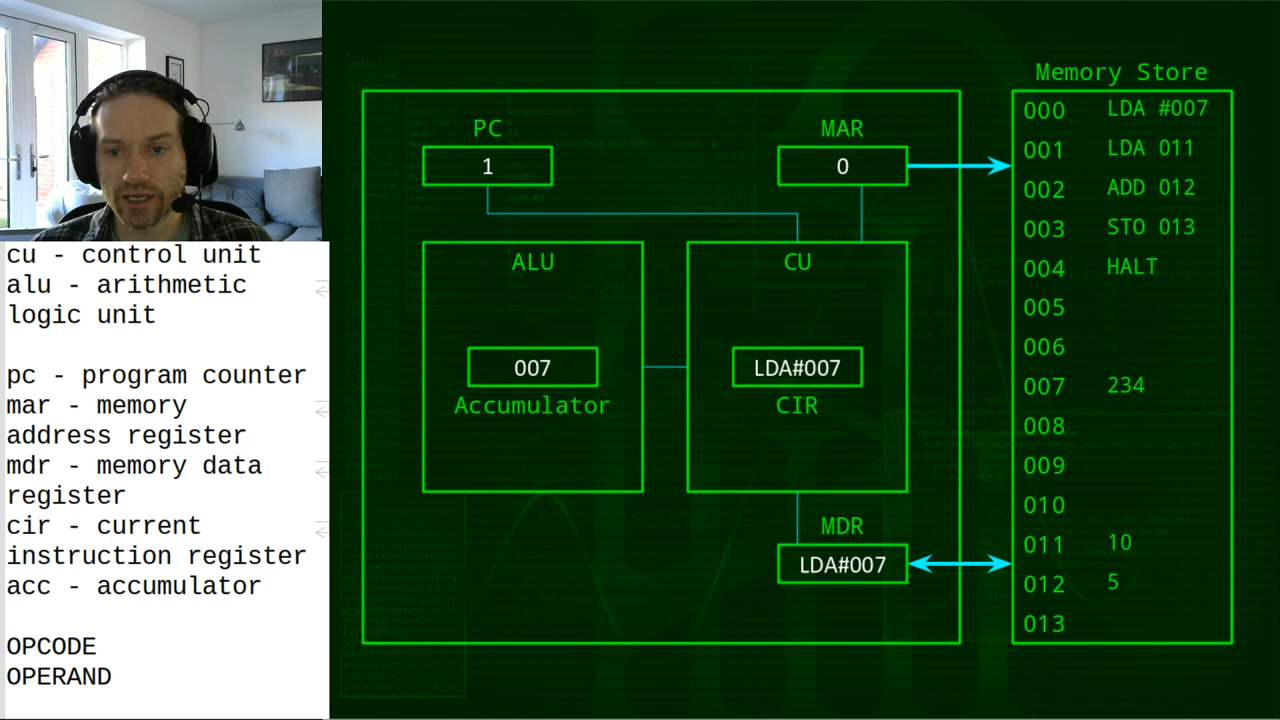 cu - control unit
alu - arithmetic
logic unit
pc - program counter
mar - memory
address register
mdr - memory data
register
cir - current
instruction register
acc - accumulator
OPCODE
OPERAND
PC
1
MAR
0
ALU
007
Accumulator
CU
LDA#007
CIR
MDR
LDA#007
Memory Store
000 LDA #007
001 LDA 011
002 ADD 012
003 STO 013
004 HALT
005
006
007 234
008
009
010
011 10
012 5
013